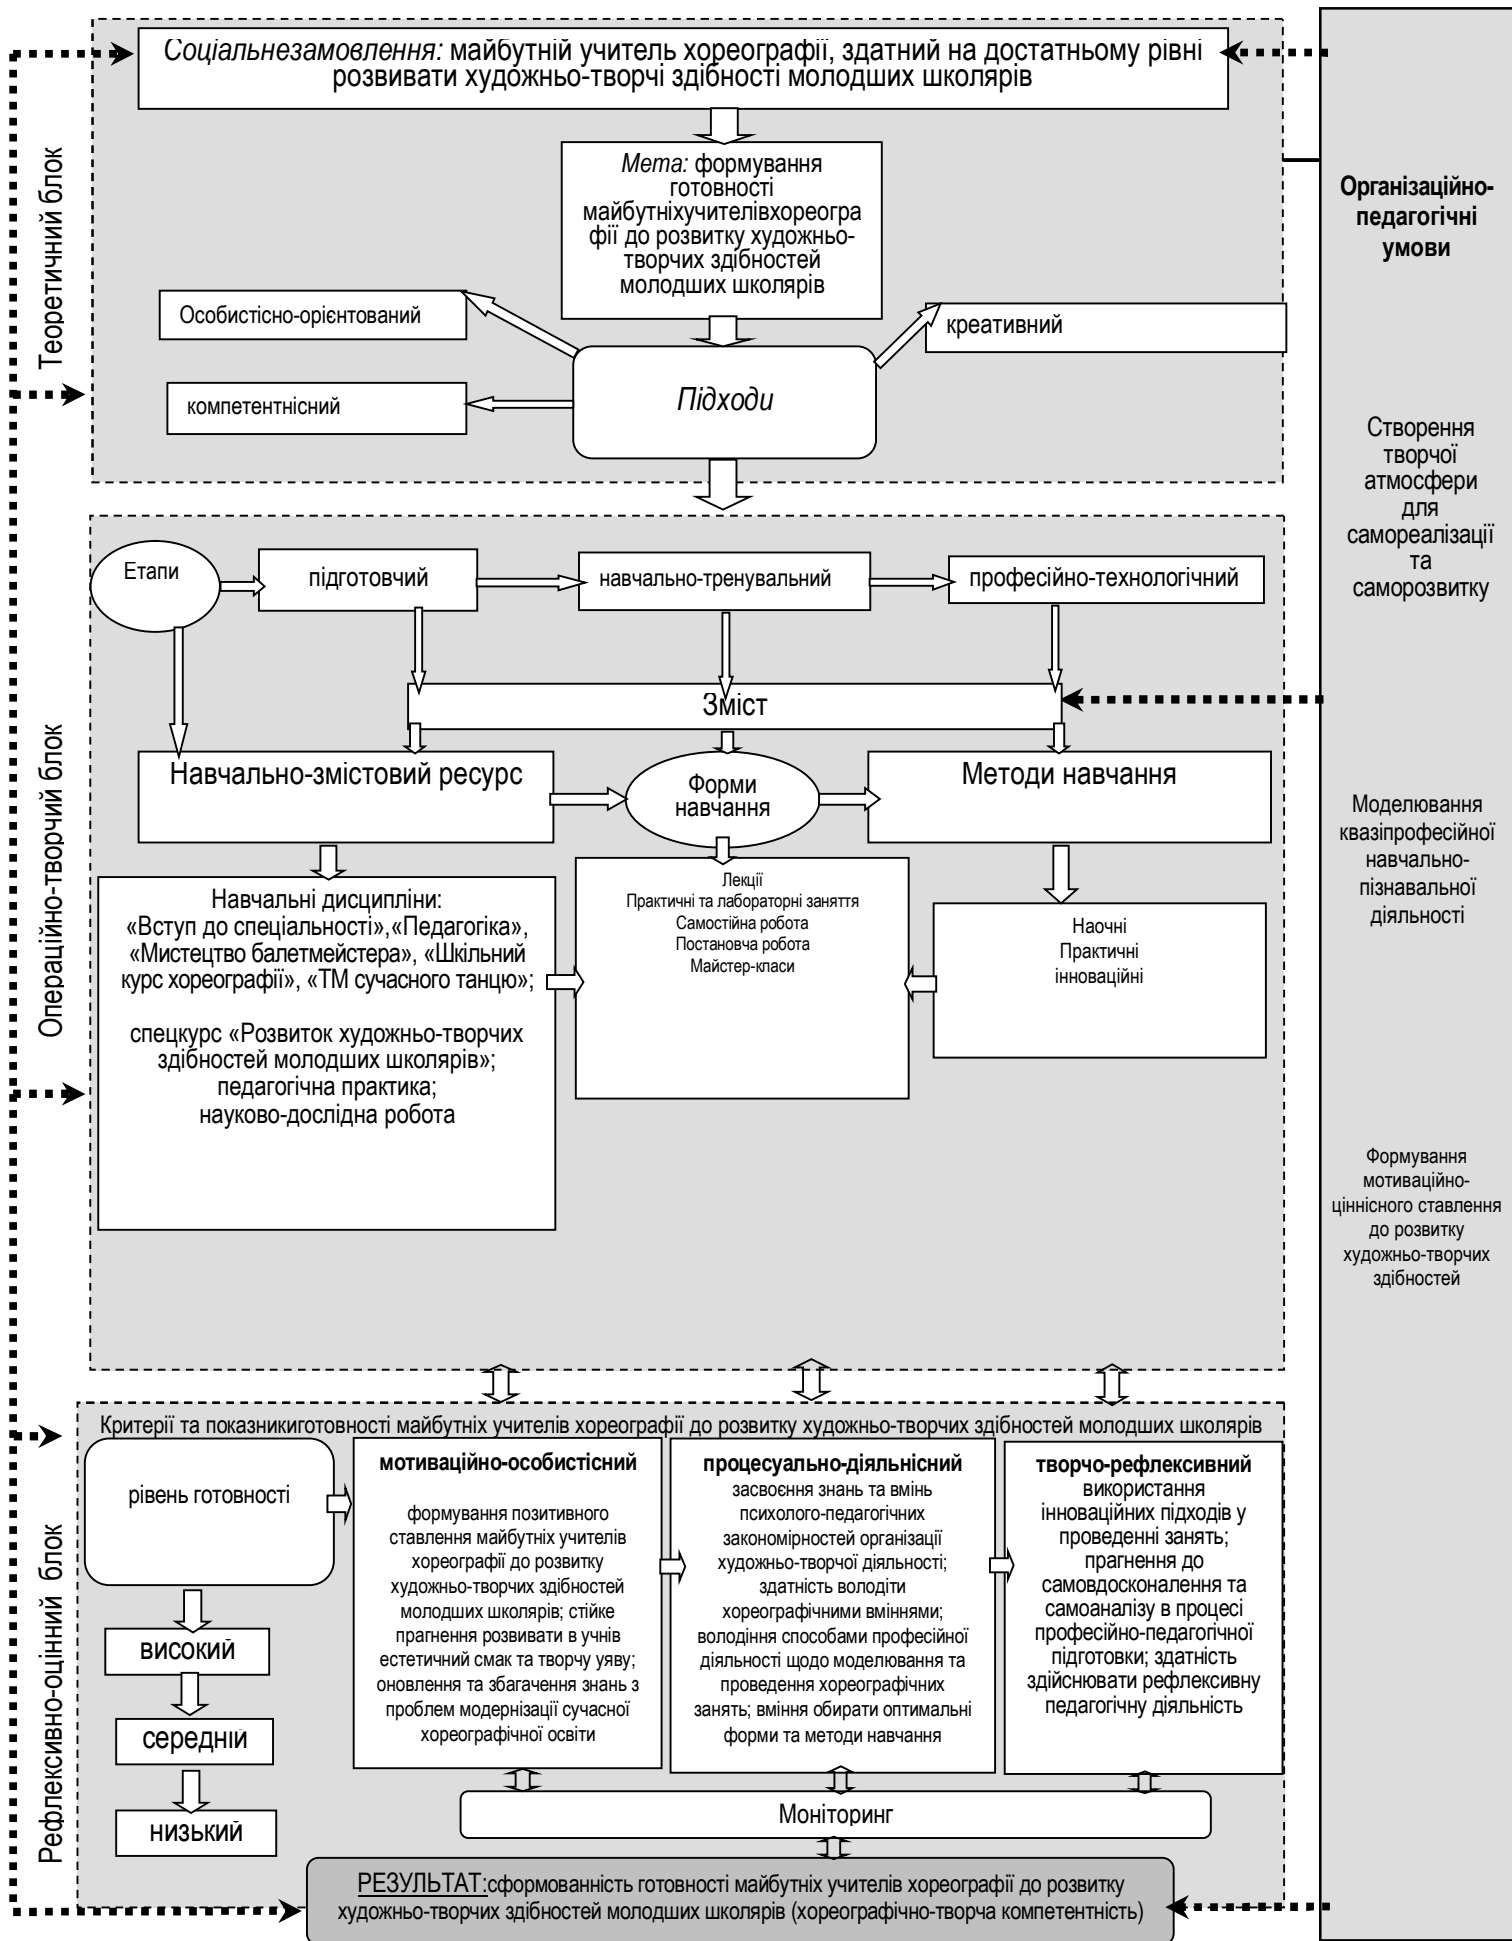 Соціальнезамовлення: майбутній учитель хореографії, здатний на достатньому рівні
розвивати художньо-творчі здібності молодших школярів
Теоретичний блок
Мета: формування
готовності
майбутніхучителівхореогра
фії до розвитку художньо-
творчих здібностей
молодших школярів
Особистісно-орієнтований
креативний
компетентнісний
Підходи
Організаційно-
педагогічні
умови
Створення
творчої
атмосфери
для
самореалізації
та
саморозвитку
Моделювання
квазіпрофесійної
навчально-
пізнавальної
діяльності
Формування
мотиваційно-
ціннісного ставлення
до розвитку
художньо-творчих
здібностей
Операційно-творчий блок
Етапи
підготовчий
навчально-тренувальний
професійно-технологічний
Зміст
Навчально-змістовий ресурс
Форми
навчання
Методи навчання
Навчальні дисципліни:
«Вступ до спеціальності»,«Педагогіка»,
«Мистецтво балетмейстера», «Шкільний
курс хореографії», «ТМ сучасного танцю»;
спецкурс «Розвиток художньо-творчих
здібностей молодших школярів»;
педагогічна практика;
науково-дослідна робота
Лекції
Практичні та лабораторні заняття
Самостійна робота
Постановча робота
Майстер-класи
Наочні
Практичні
інноваційні
Рефлексивно-оцінний блок
Критерії та показникиготовності майбутніх учителів хореографії до розвитку художньо-творчих здібностей молодших школярів
рівень готовності
високий
середній
низький
мотиваційно-особистісний
формування позитивного
ставлення майбутніх учителів
хореографії до розвитку
художньо-творчих здібностей
молодших школярів; стійке
прагнення розвивати в учнів
естетичний смак та творчу уяву;
оновлення та збагачення знань з
проблем модернізації сучасної
хореографічної освіти
процесуально-діяльнісний
засвоєння знань та вмінь
психолого-педагогічних
закономірностей організації
художньо-творчої діяльності;
здатність володіти
хореографічними вміннями;
володіння способами професійної
діяльності щодо моделювання та
проведення хореографічних
занять; вміння обирати оптимальні
форми та методи навчання
творчо-рефлексивний
використання
інноваційних підходів у
проведенні занять;
прагнення до
самовдосконалення та
самоаналізу в процесі
професійно-педагогічної
підготовки; здатність
здійснювати рефлексивну
педагогічну діяльність
Моніторинг
РЕЗУЛЬТАТ:сформованність готовності майбутніх учителів хореографії до розвитку
художньо-творчих здібностей молодших школярів (хореографічно-творча компетентність)